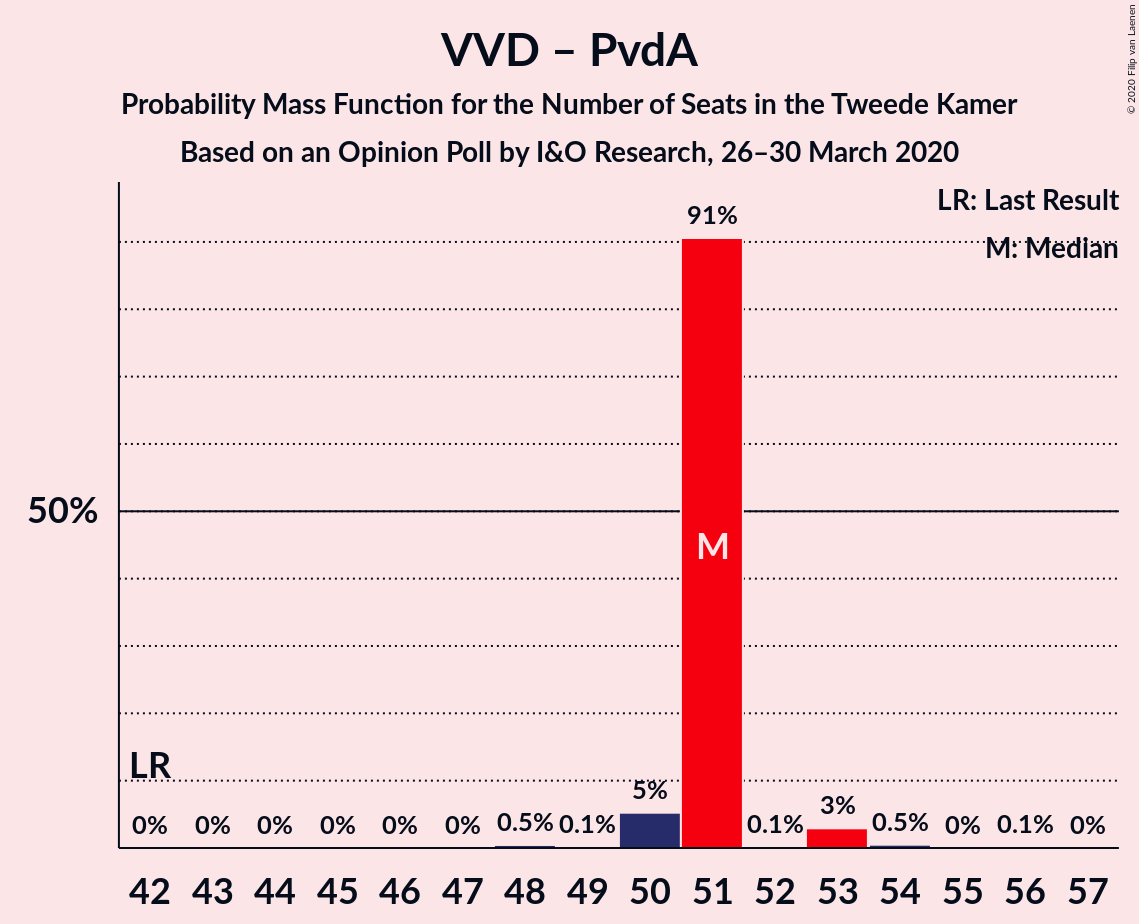 VVD – PvdA
Probability Mass Function for the Number of Seats in the Tweede Kamer
Based on an Opinion Poll by I&O Research, 26–30 March 2020
© 2020 Filip van Laenen
LR: Last Result
M: Median
91%
50%
M
LR
0% 0% 0% 0% 0% 0% 0.5% 0.1% 5% 0.1% 3% 0.5% 0% 0.1% 0%
42 43 44 45 46 47 48 49 50 51 52 53 54 55 56 57